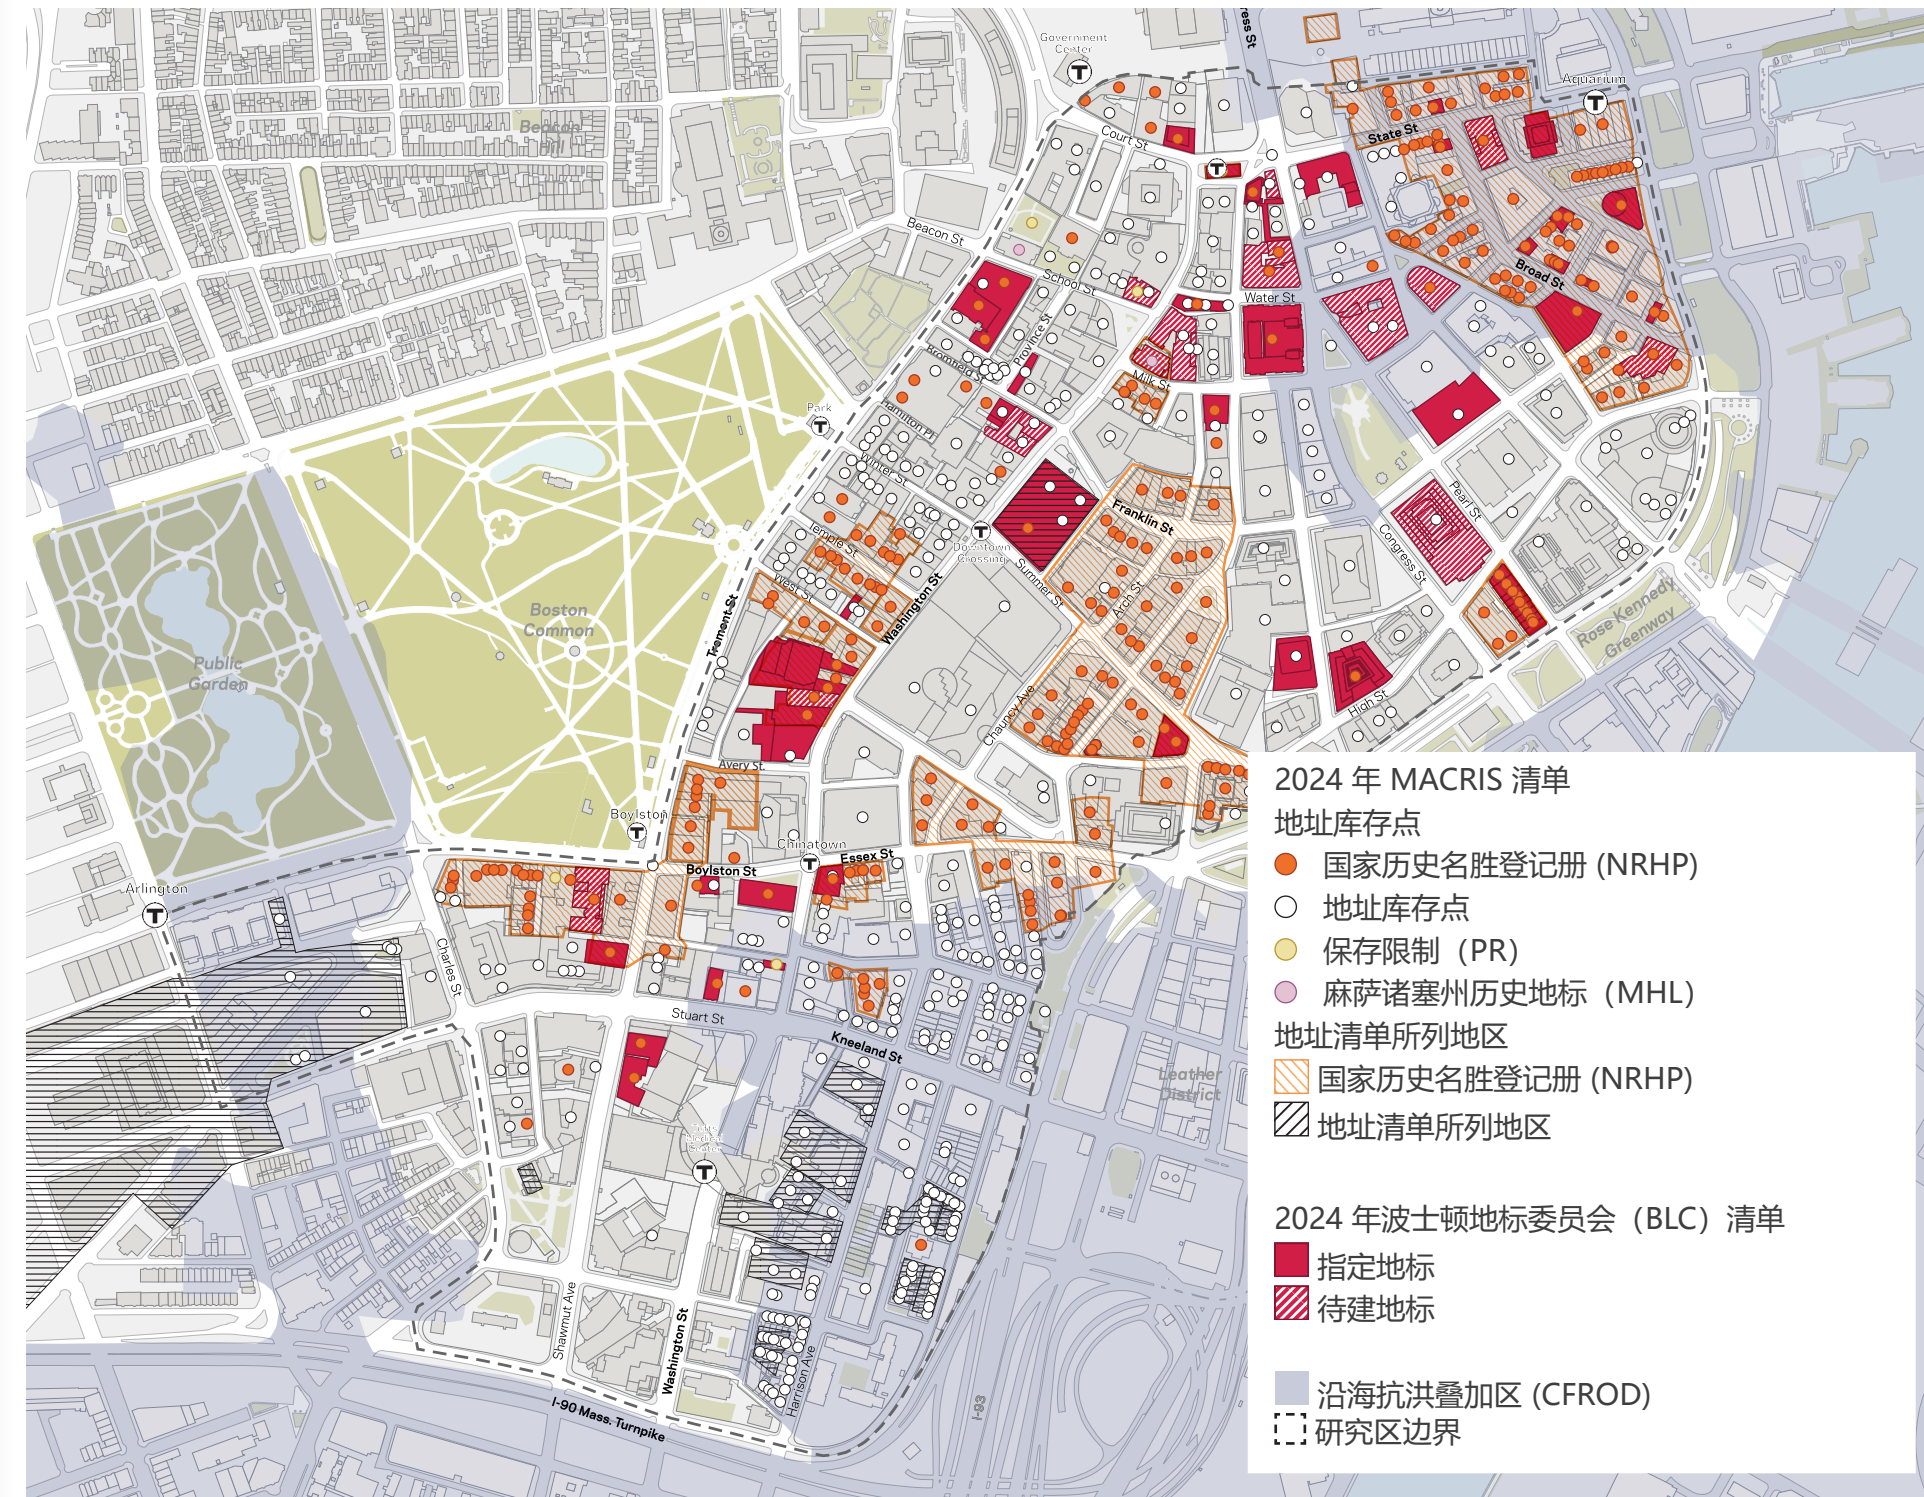 ress St
Government
Center
T
Aquarium
T
Court St
State St
T
Beacon
Hill
Beacon St
School St
Water St
Broad St
Province St
Bromfield St
Milk St
Park
T
Hamilton Pl
Winter St
Pearl St
Franklin St
Temple St
T
Downtown
Crossing
Congress St
Summer St
West St
Washington St
Arch St
Boston
Common
Tremont St
Rose Kennedy
Greenway
Public
Garden
High St
Chauncy Ave
Avery St
Boylston
T
Chinatown
T
Essex St
Boylston St
Arlington
T
Charles St
Stuart St
Kneeland St
Leather
District
Tufts
Medical
Center
T
Shawmut Ave
Washington St
Harrison Ave
I-93
I-90 Mass. Turnpike
2024 年 MACRIS 清单
地址库存点
国家历史名胜登记册 (NRHP)
地址库存点
保存限制（PR）
麻萨诸塞州历史地标（MHL）
地址清单所列地区
国家历史名胜登记册 (NRHP)
地址清单所列地区
2024 年波士顿地标委员会（BLC）清单
指定地标
待建地标
沿海抗洪叠加区 (CFROD)
研究区边界